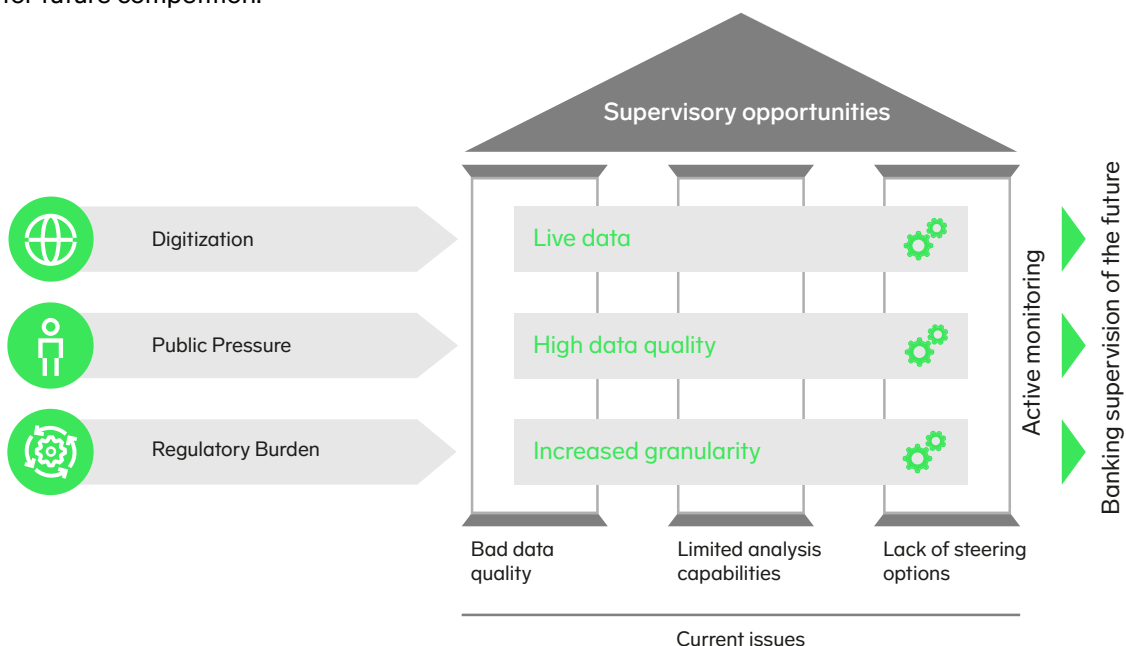 for future competition.
Supervisory opportunities
Digitization
Live data
Public Pressure
High data quality
Regulatory Burden
Increased granularity
Active monitoring
Banking supervision of the future
Bad data
quality
Limited analysis
capabilities
Lack of steering
options
Current issues